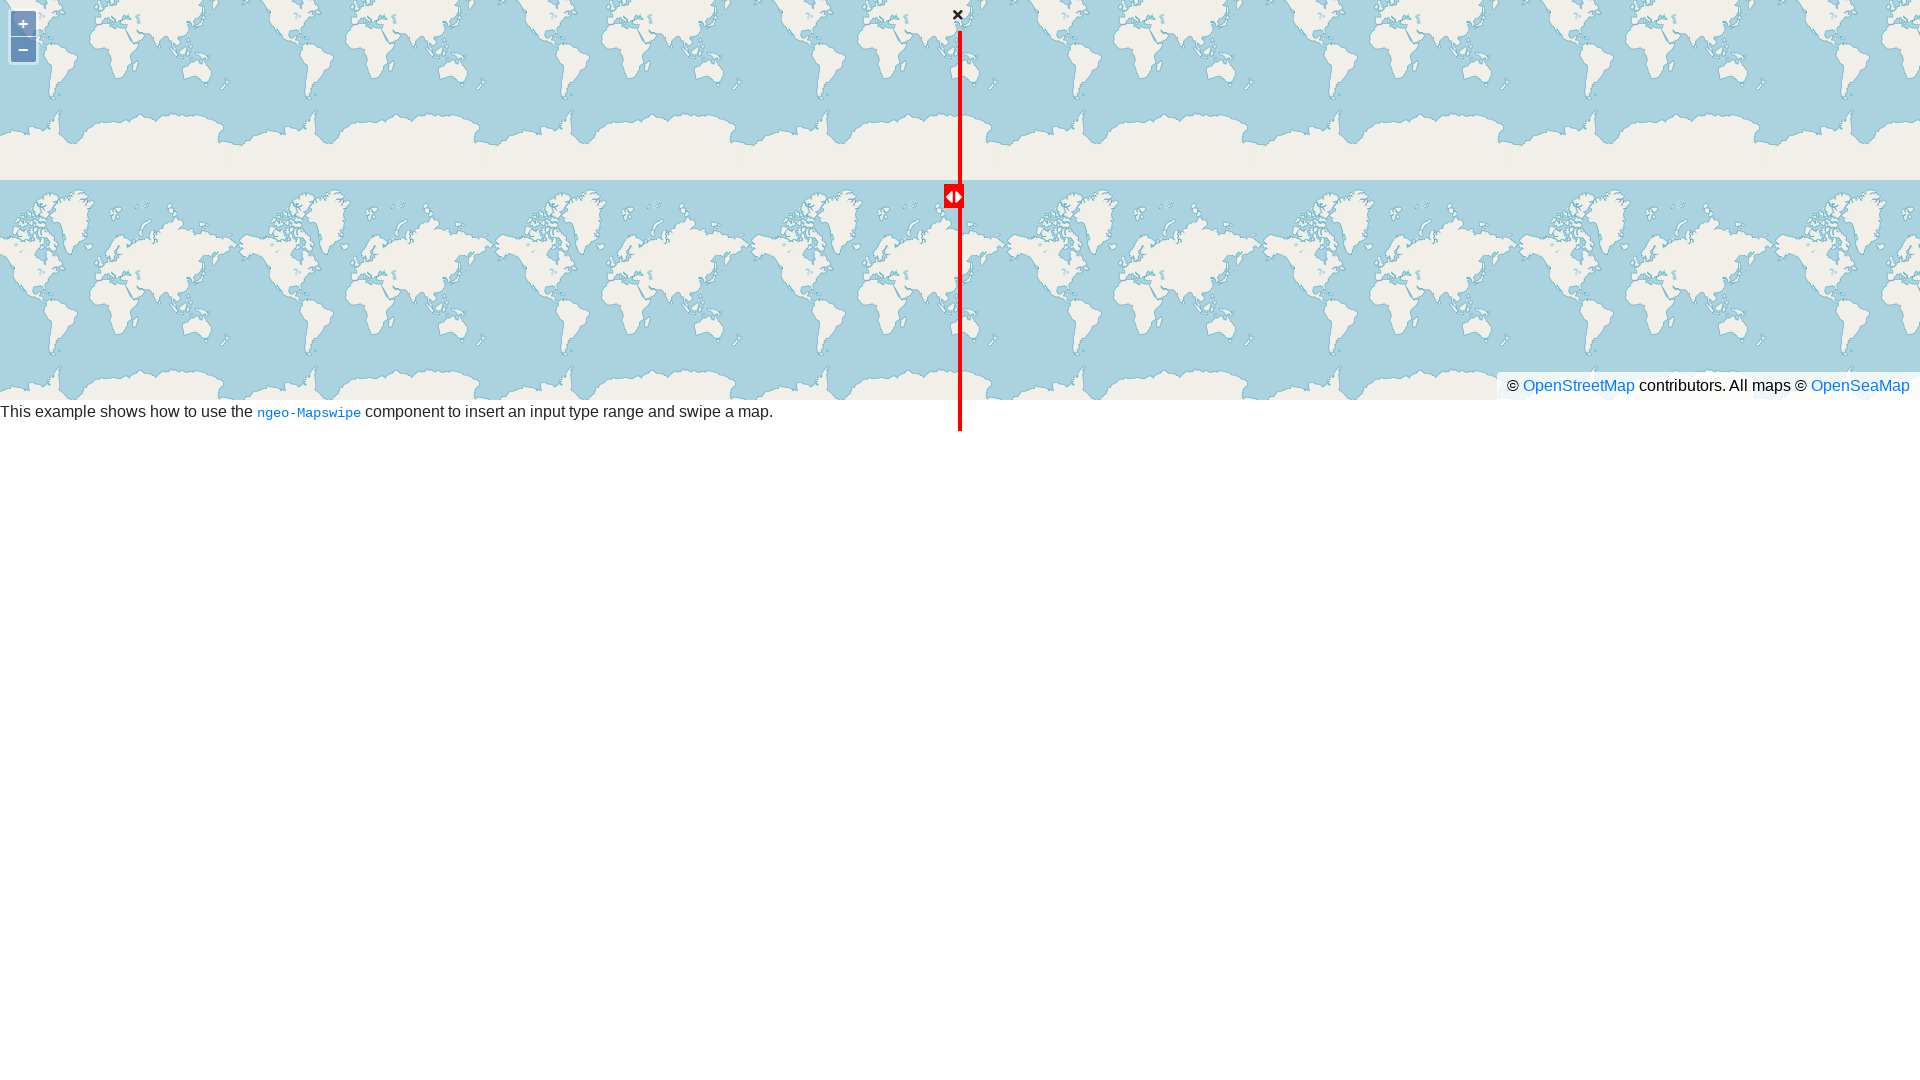 +
−
© OpenStreetMap contributors. All maps © OpenSeaMap
This example shows how to use the ngeo-Mapswipe component to insert an input type range and swipe a map.